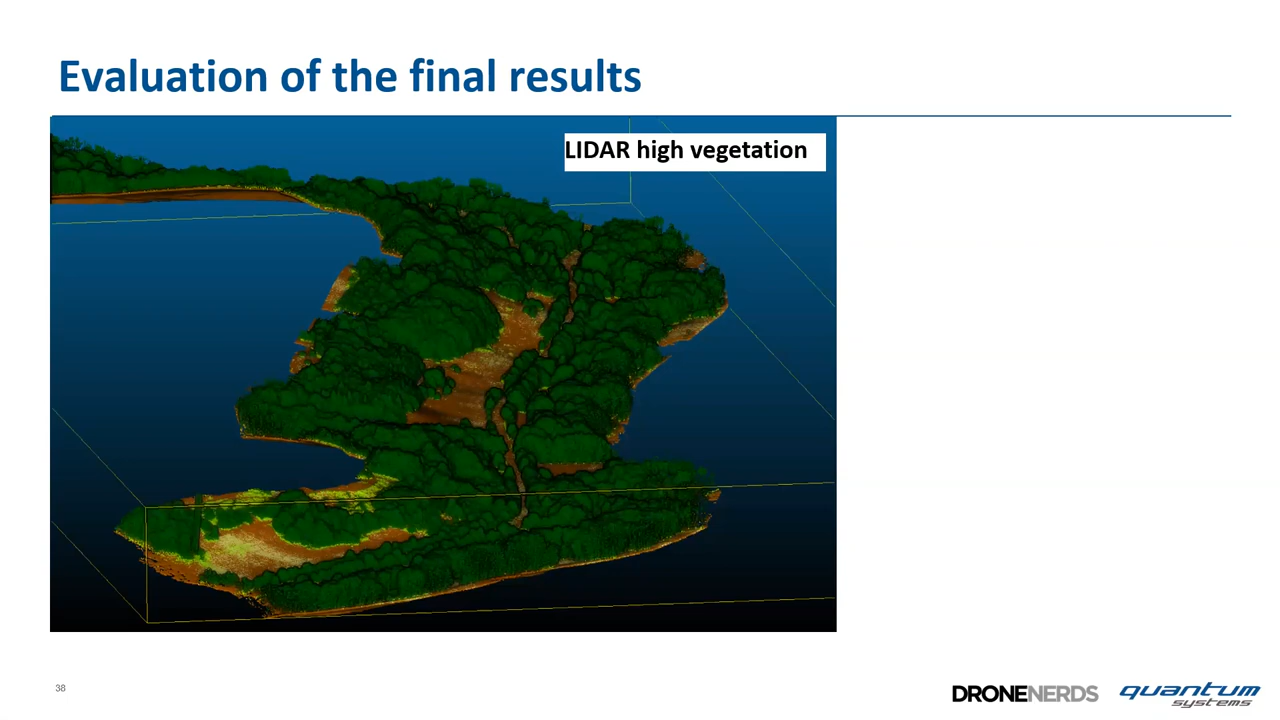 Evaluation of the final results
LIDAR high vegetation
38
DRONENERDS
quantum
systems